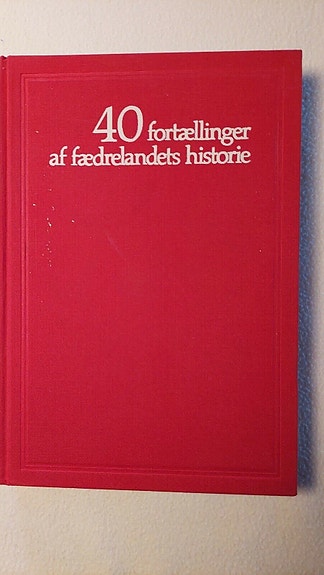 40 fortællinger
af fædrelandets historie